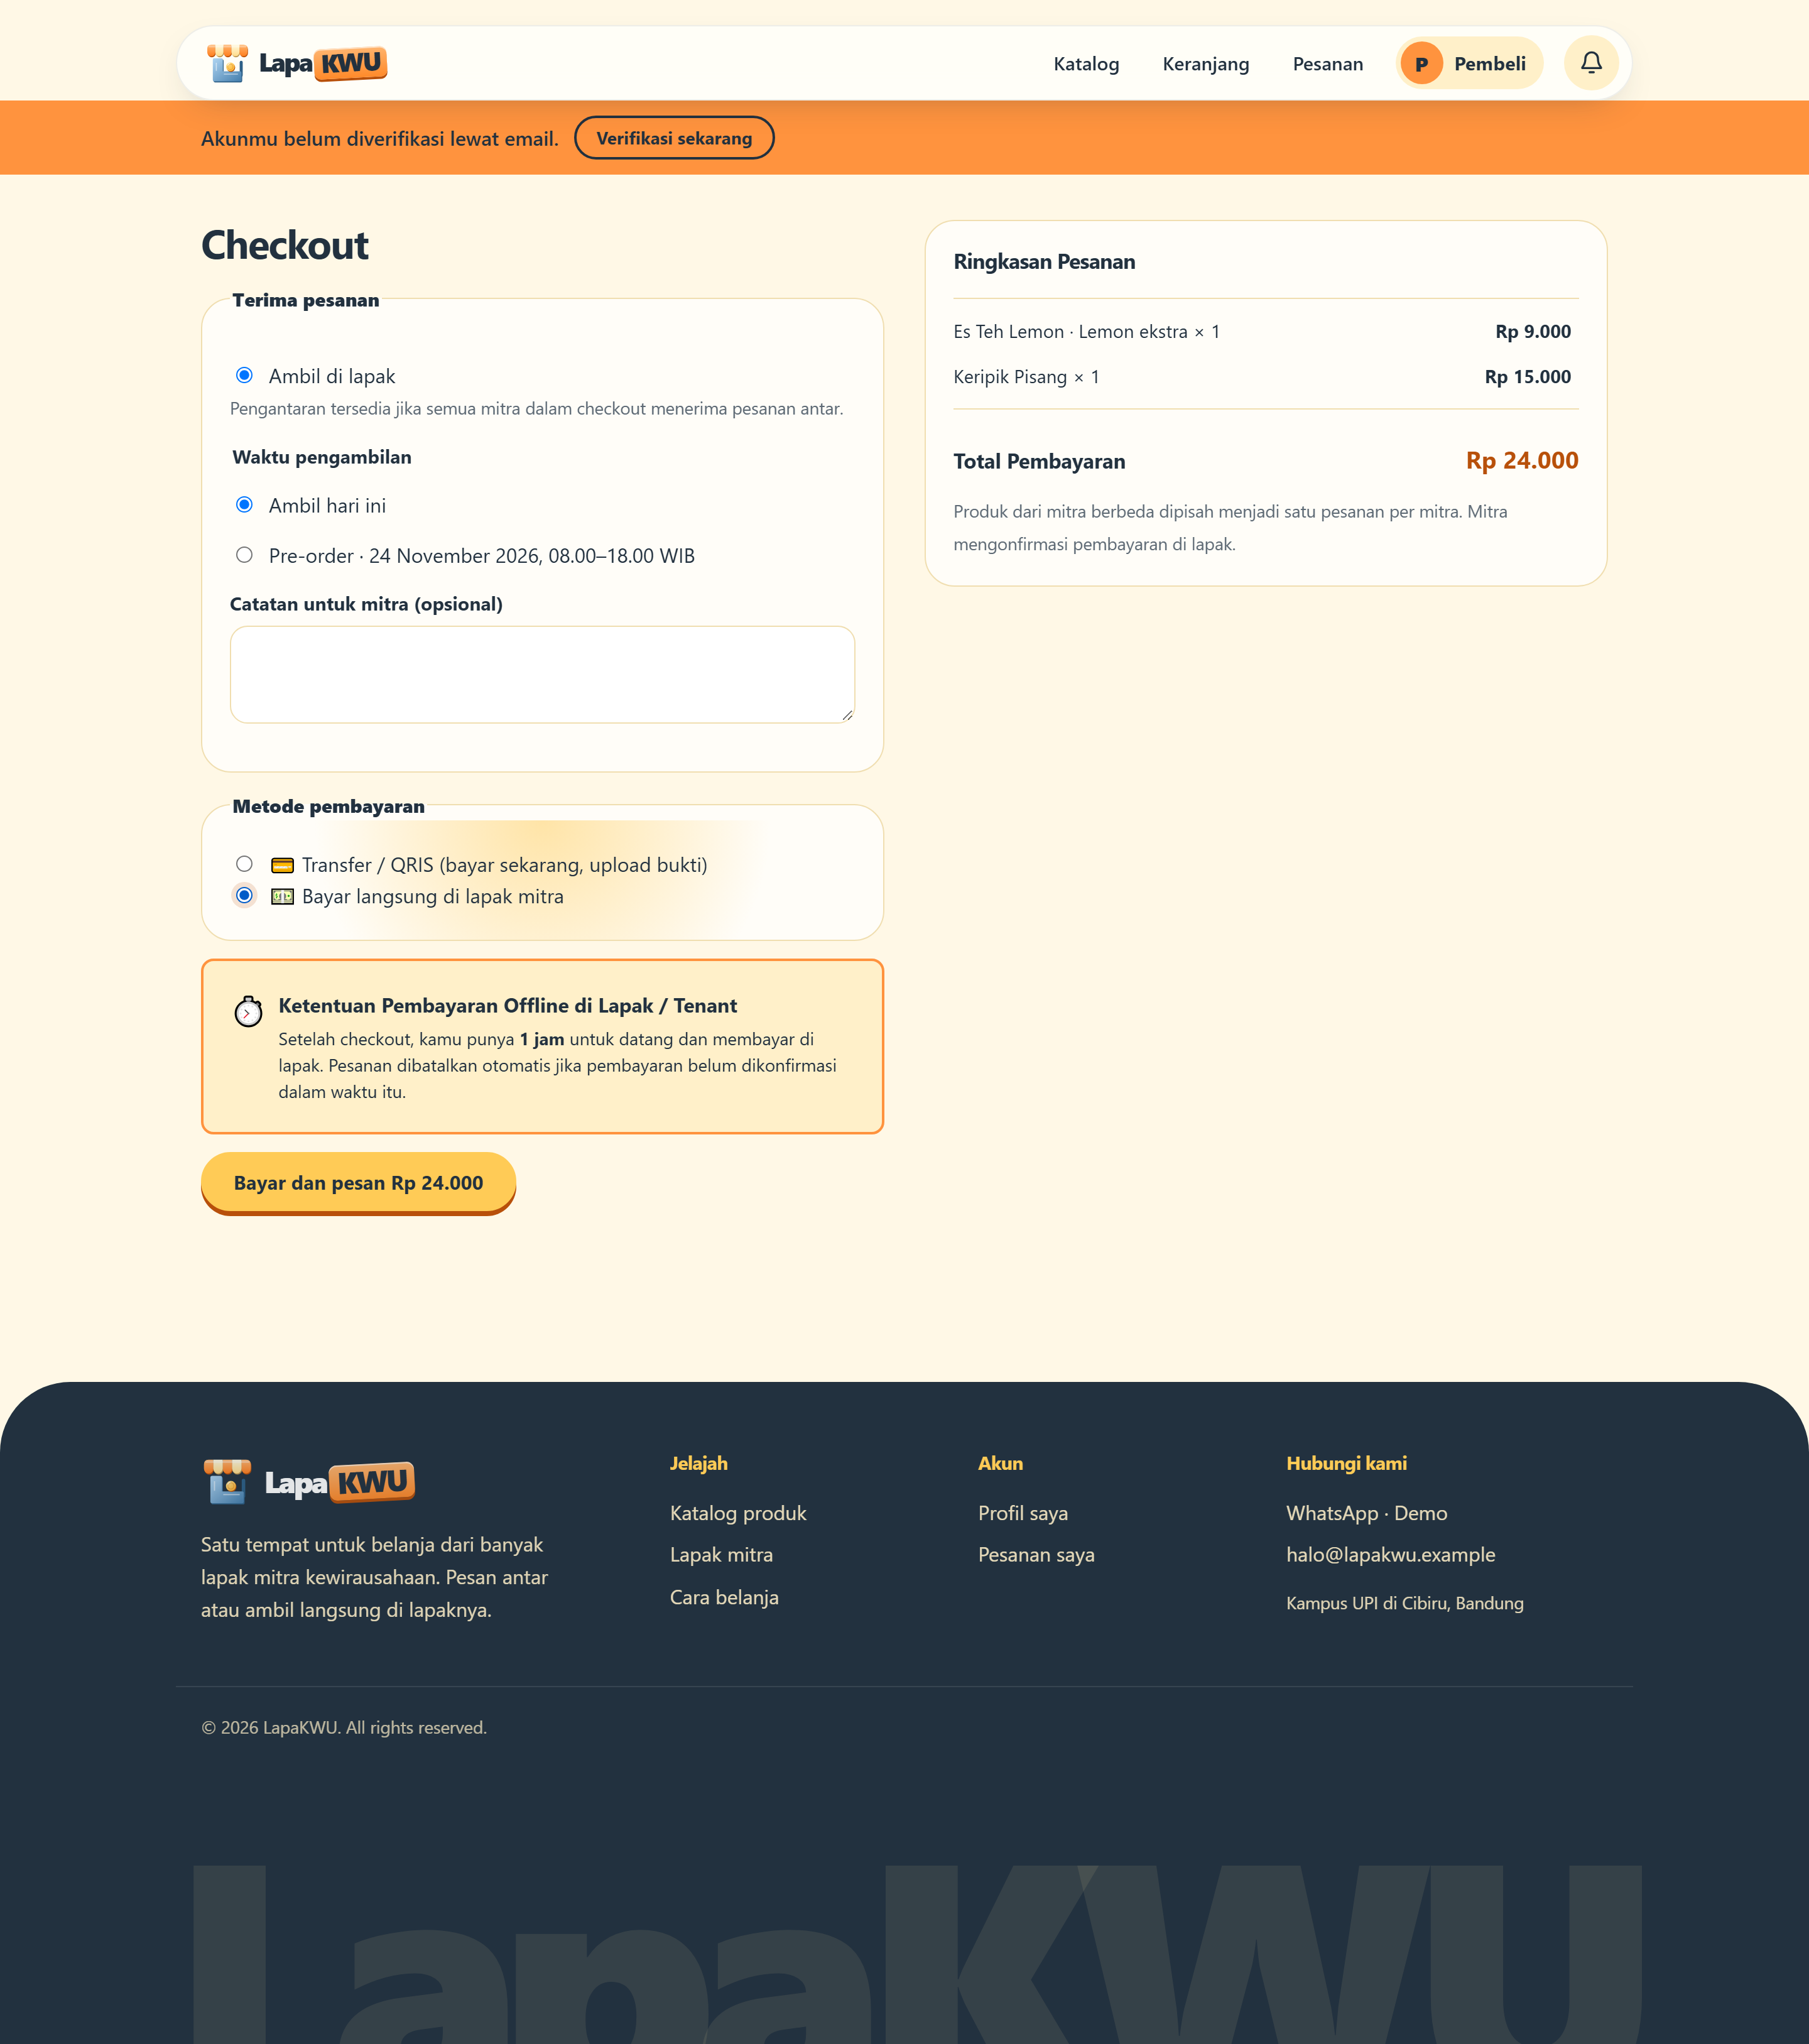 LapaKWU
Katalog
Keranjang
Pesanan
P
Pembeli
Akunmu belum diverifikasi lewat email.
Verifikasi sekarang
Checkout
Terima pesanan
Ambil di lapak
Pengantaran tersedia jika semua mitra dalam checkout menerima pesanan antar.
Waktu pengambilan
Ambil hari ini
Pre-order · 24 November 2026, 08.00–18.00 WIB
Catatan untuk mitra (opsional)
Metode pembayaran
Transfer / QRIS (bayar sekarang, upload bukti)
Bayar langsung di lapak mitra
Ketentuan Pembayaran Offline di Lapak / Tenant
Setelah checkout, kamu punya 1 jam untuk datang dan membayar di
lapak. Pesanan dibatalkan otomatis jika pembayaran belum dikonfirmasi
dalam waktu itu.
Bayar dan pesan Rp 24.000
Ringkasan Pesanan
Es Teh Lemon · Lemon ekstra × 1 Rp 9.000
Keripik Pisang × 1 Rp 15.000
Total Pembayaran Rp 24.000
Produk dari mitra berbeda dipisah menjadi satu pesanan per mitra. Mitra
mengonfirmasi pembayaran di lapak.
LapaKWU
Satu tempat untuk belanja dari banyak
lapak mitra kewirausahaan. Pesan antar
atau ambil langsung di lapaknya.
Jelajah
Katalog produk
Lapak mitra
Cara belanja
Akun
Profil saya
Pesanan saya
Hubungi kami
WhatsApp · Demo
halo@lapakwu.example
Kampus UPI di Cibiru, Bandung
© 2026 LapaKWU. All rights reserved.
LapaKWU